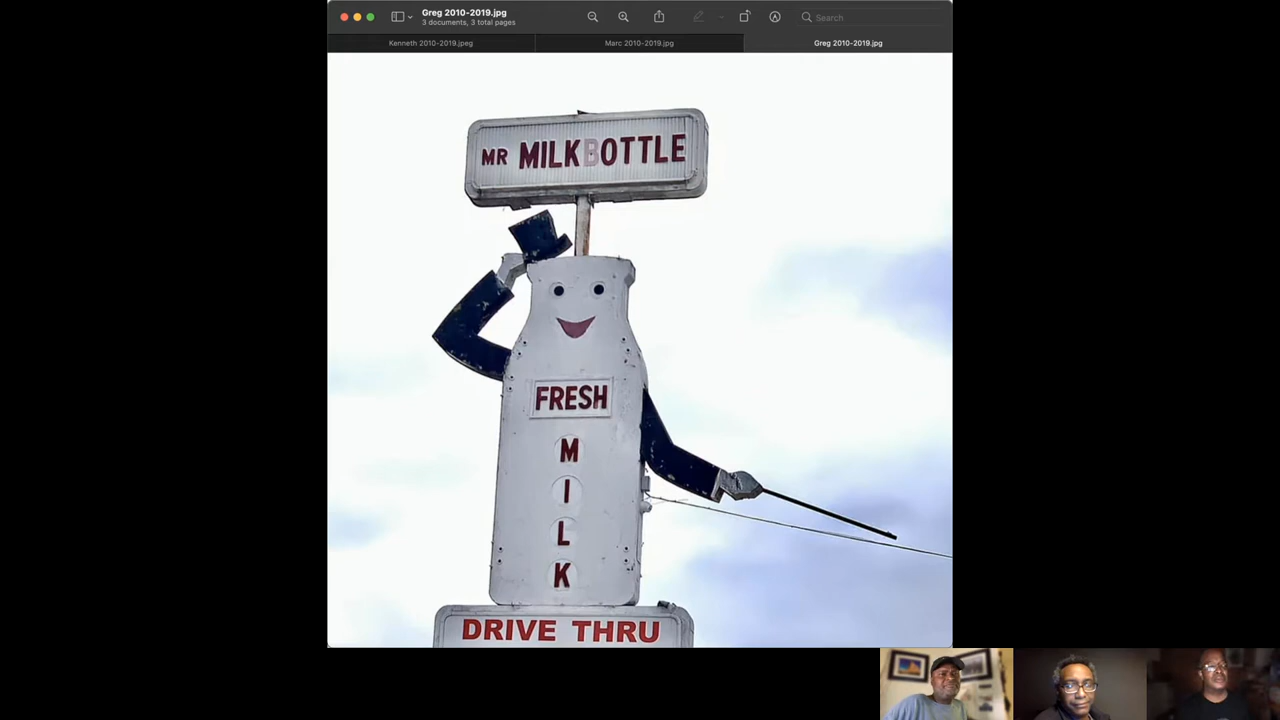 Greg 2010-2019.jpg
3 documents, 3 total pages
Search
Kenneth 2010-2019.jpeg
Marc 2010-2019.jpg
Greg 2010-2019.jpg
MR MILKBOTTLE
FRESH
M
I
L
K
DRIVE THRU